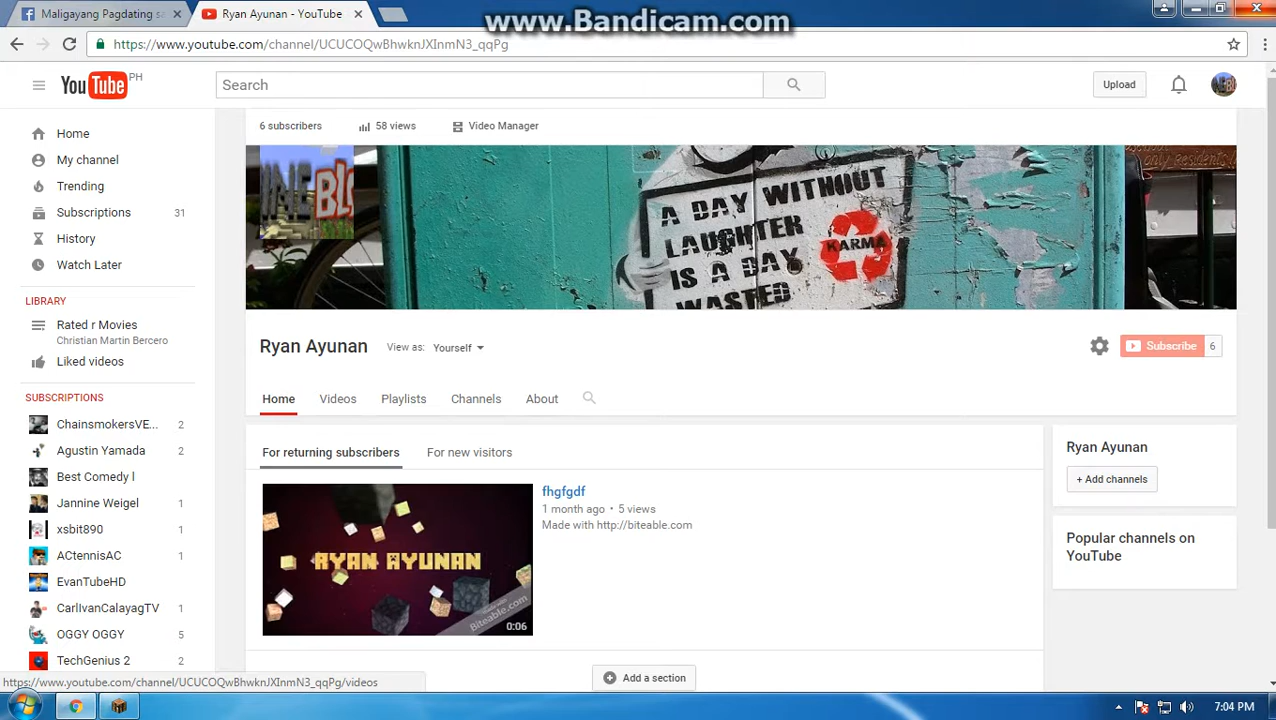 Maligayang Pagdating sa
Ryan Ayunan - YouTube
www.Bandicam.com
https://www.youtube.com/channel/UCUCOQwBhwknJXInmN3_qqPg
YouTube PH
Search
Upload
6 subscribers
58 views
Video Manager
Home
My channel
Trending
Subscriptions 31
History
Watch Later
LIBRARY
Rated r Movies
Christian Martin Bercero
Liked videos
SUBSCRIPTIONS
ChainsmokersVE... 2
Agustin Yamada 2
Best Comedy l
Jannine Weigel 1
xsbit890 1
ACtennisAC 1
EvanTubeHD 1
CarlIvanCalayagTV 1
OGGY OGGY 5
TechGenius 2 2
A DAY WITHOUT
LAUGHTER
IS A DAY
WASTED
KARMA
Ryan Ayunan
View as: Yourself
Subscribe 6
Home
Videos
Playlists
Channels
About
For returning subscribers
For new visitors
RYAN AYUNAN
Biteable.com
0:06
fhgfgdf
1 month ago • 5 views
Made with http://biteable.com
Add a section
Ryan Ayunan
+ Add channels
Popular channels on
YouTube
https://www.youtube.com/channel/UCUCOQwBhwknJXInmN3_qqPg/videos
7:04 PM